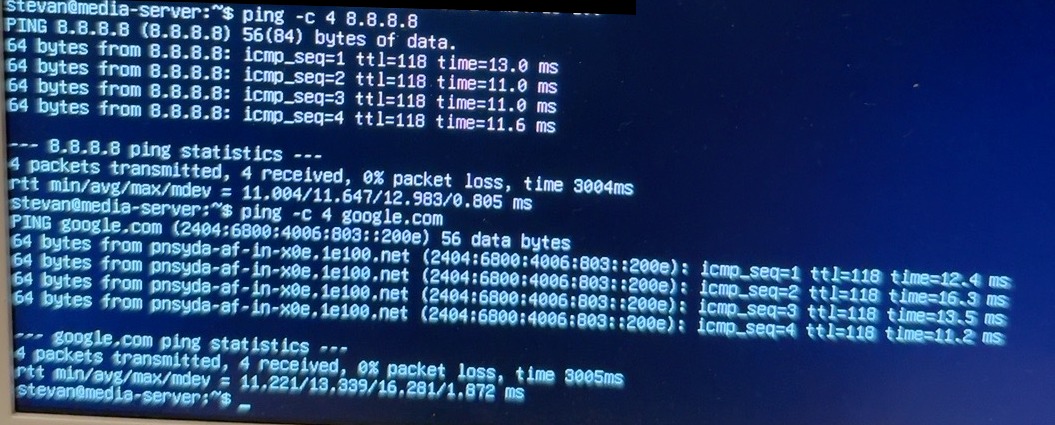 stevan@media-server:~$ ping -c 4 8.8.8.8
PING 8.8.8.8 (8.8.8.8) 56(84) bytes of data.
64 bytes from 8.8.8.8: icmp_seq=1 ttl=118 time=13.0 ms
64 bytes from 8.8.8.8: icmp_seq=2 ttl=118 time=11.0 ms
64 bytes from 8.8.8.8: icmp_seq=3 ttl=118 time=11.0 ms
64 bytes from 8.8.8.8: icmp_seq=4 ttl=118 time=11.6 ms
--- 8.8.8.8 ping statistics ---
4 packets transmitted, 4 received, 0% packet loss, time 3004ms
rtt min/avg/max/mdev = 11.004/11.647/12.983/0.805 ms
stevan@media-server:~$ ping -c 4 google.com
PING google.com (2404:6800:4006:803::200e) 56 data bytes
64 bytes from pnsyda-af-in-x0e.1e100.net (2404:6800:4006:803::200e): icmp_seq=1 ttl=118 time=12.4 ms
64 bytes from pnsyda-af-in-x0e.1e100.net (2404:6800:4006:803::200e): icmp_seq=2 ttl=118 time=16.3 ms
64 bytes from pnsyda-af-in-x0e.1e100.net (2404:6800:4006:803::200e): icmp_seq=3 ttl=118 time=13.5 ms
64 bytes from pnsyda-af-in-x0e.1e100.net (2404:6800:4006:803::200e): icmp_seq=4 ttl=118 time=11.2 ms
--- google.com ping statistics ---
4 packets transmitted, 4 received, 0% packet loss, time 3005ms
rtt min/avg/max/mdev = 11.221/13.339/16.281/1.872 ms
stevan@media-server:~$ _